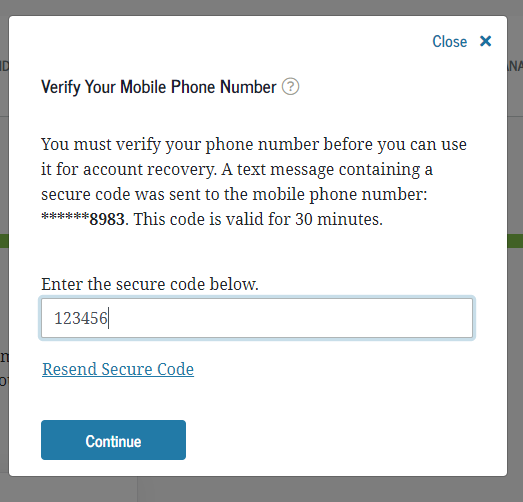 Close ✕
Verify Your Mobile Phone Number ?
You must verify your phone number before you can use
it for account recovery. A text message containing a
secure code was sent to the mobile phone number:
******8983. This code is valid for 30 minutes.
Enter the secure code below.
123456
Resend Secure Code
Continue